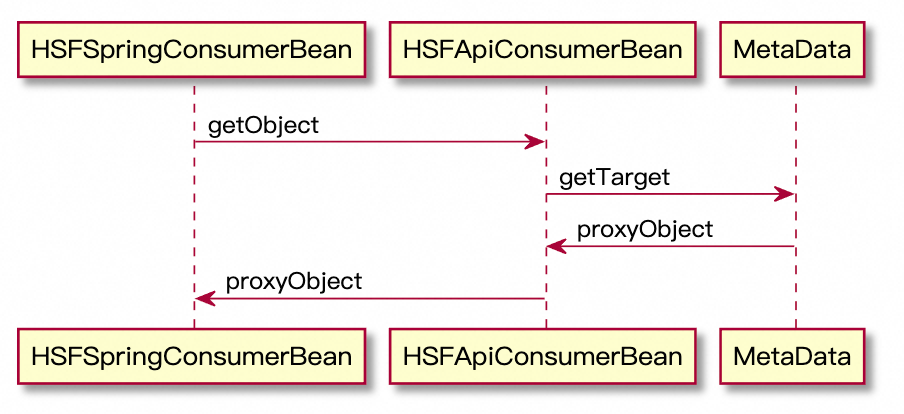 HSFSpringConsumerBean HSFApiConsumerBean MetaData
getObject
getTarget
proxyObject
proxyObject
HSFSpringConsumerBean HSFApiConsumerBean MetaData